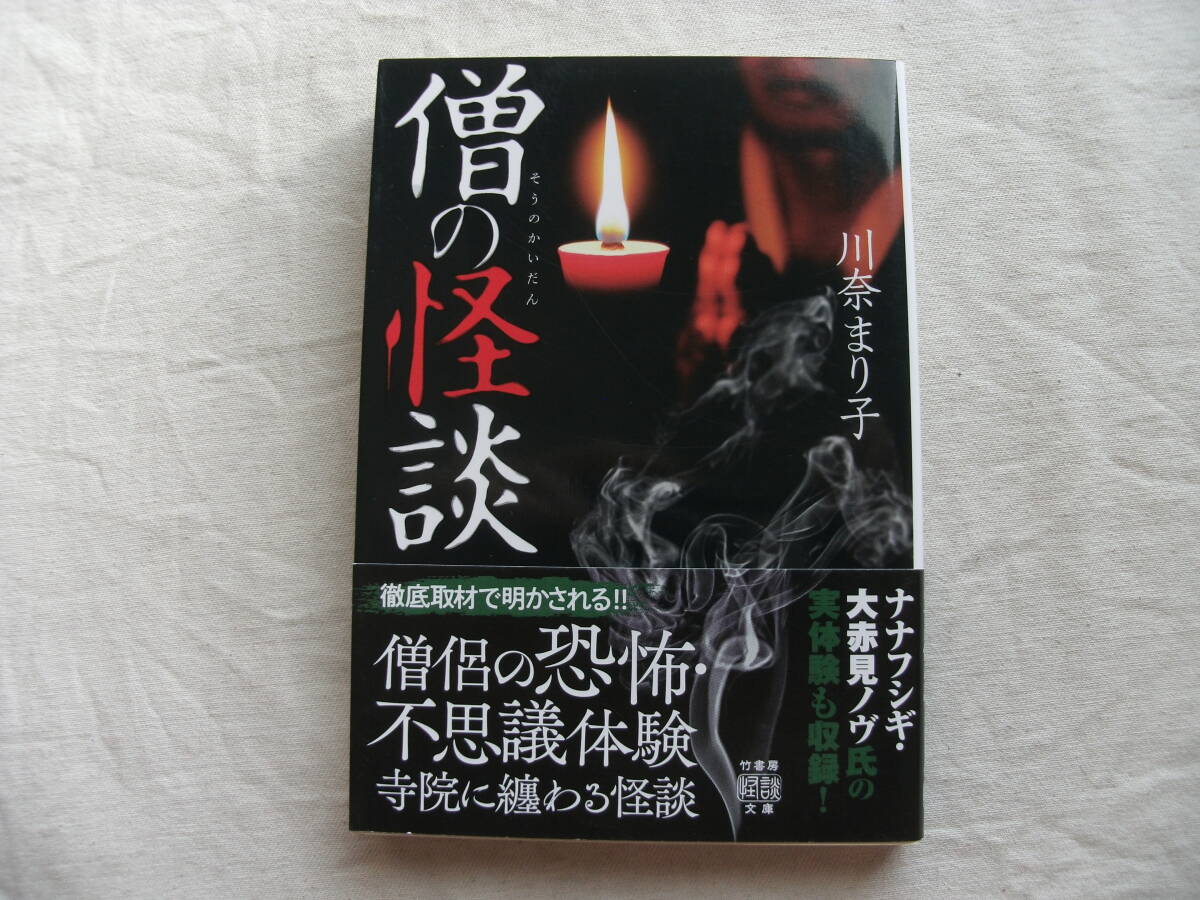 僧の怪談
そうのかいだん
川奈まり子
徹底取材で明かされる!!
僧侶の恐怖・
不思議体験
寺院に纏わる怪談
ナナフシギ・
大赤見ノヴ氏の
実体験も収録!
竹書房
怪談
文庫